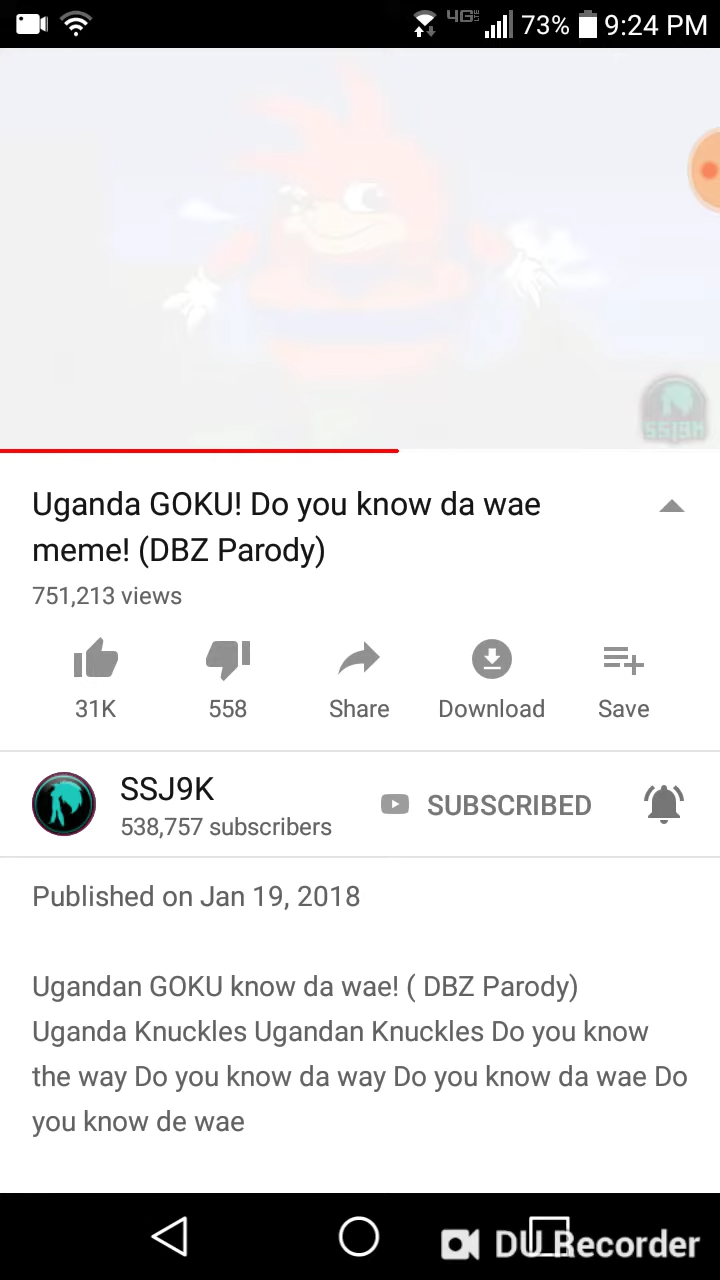 4G LTE 73% 9:24 PM
SSJ9K
Uganda GOKU! Do you know da wae
meme! (DBZ Parody)
751,213 views
31K 558 Share Download Save
SSJ9K SUBSCRIBED
538,757 subscribers
Published on Jan 19, 2018
Ugandan GOKU know da wae! ( DBZ Parody)
Uganda Knuckles Ugandan Knuckles Do you know
the way Do you know da way Do you know da wae Do
you know de wae
DU Recorder